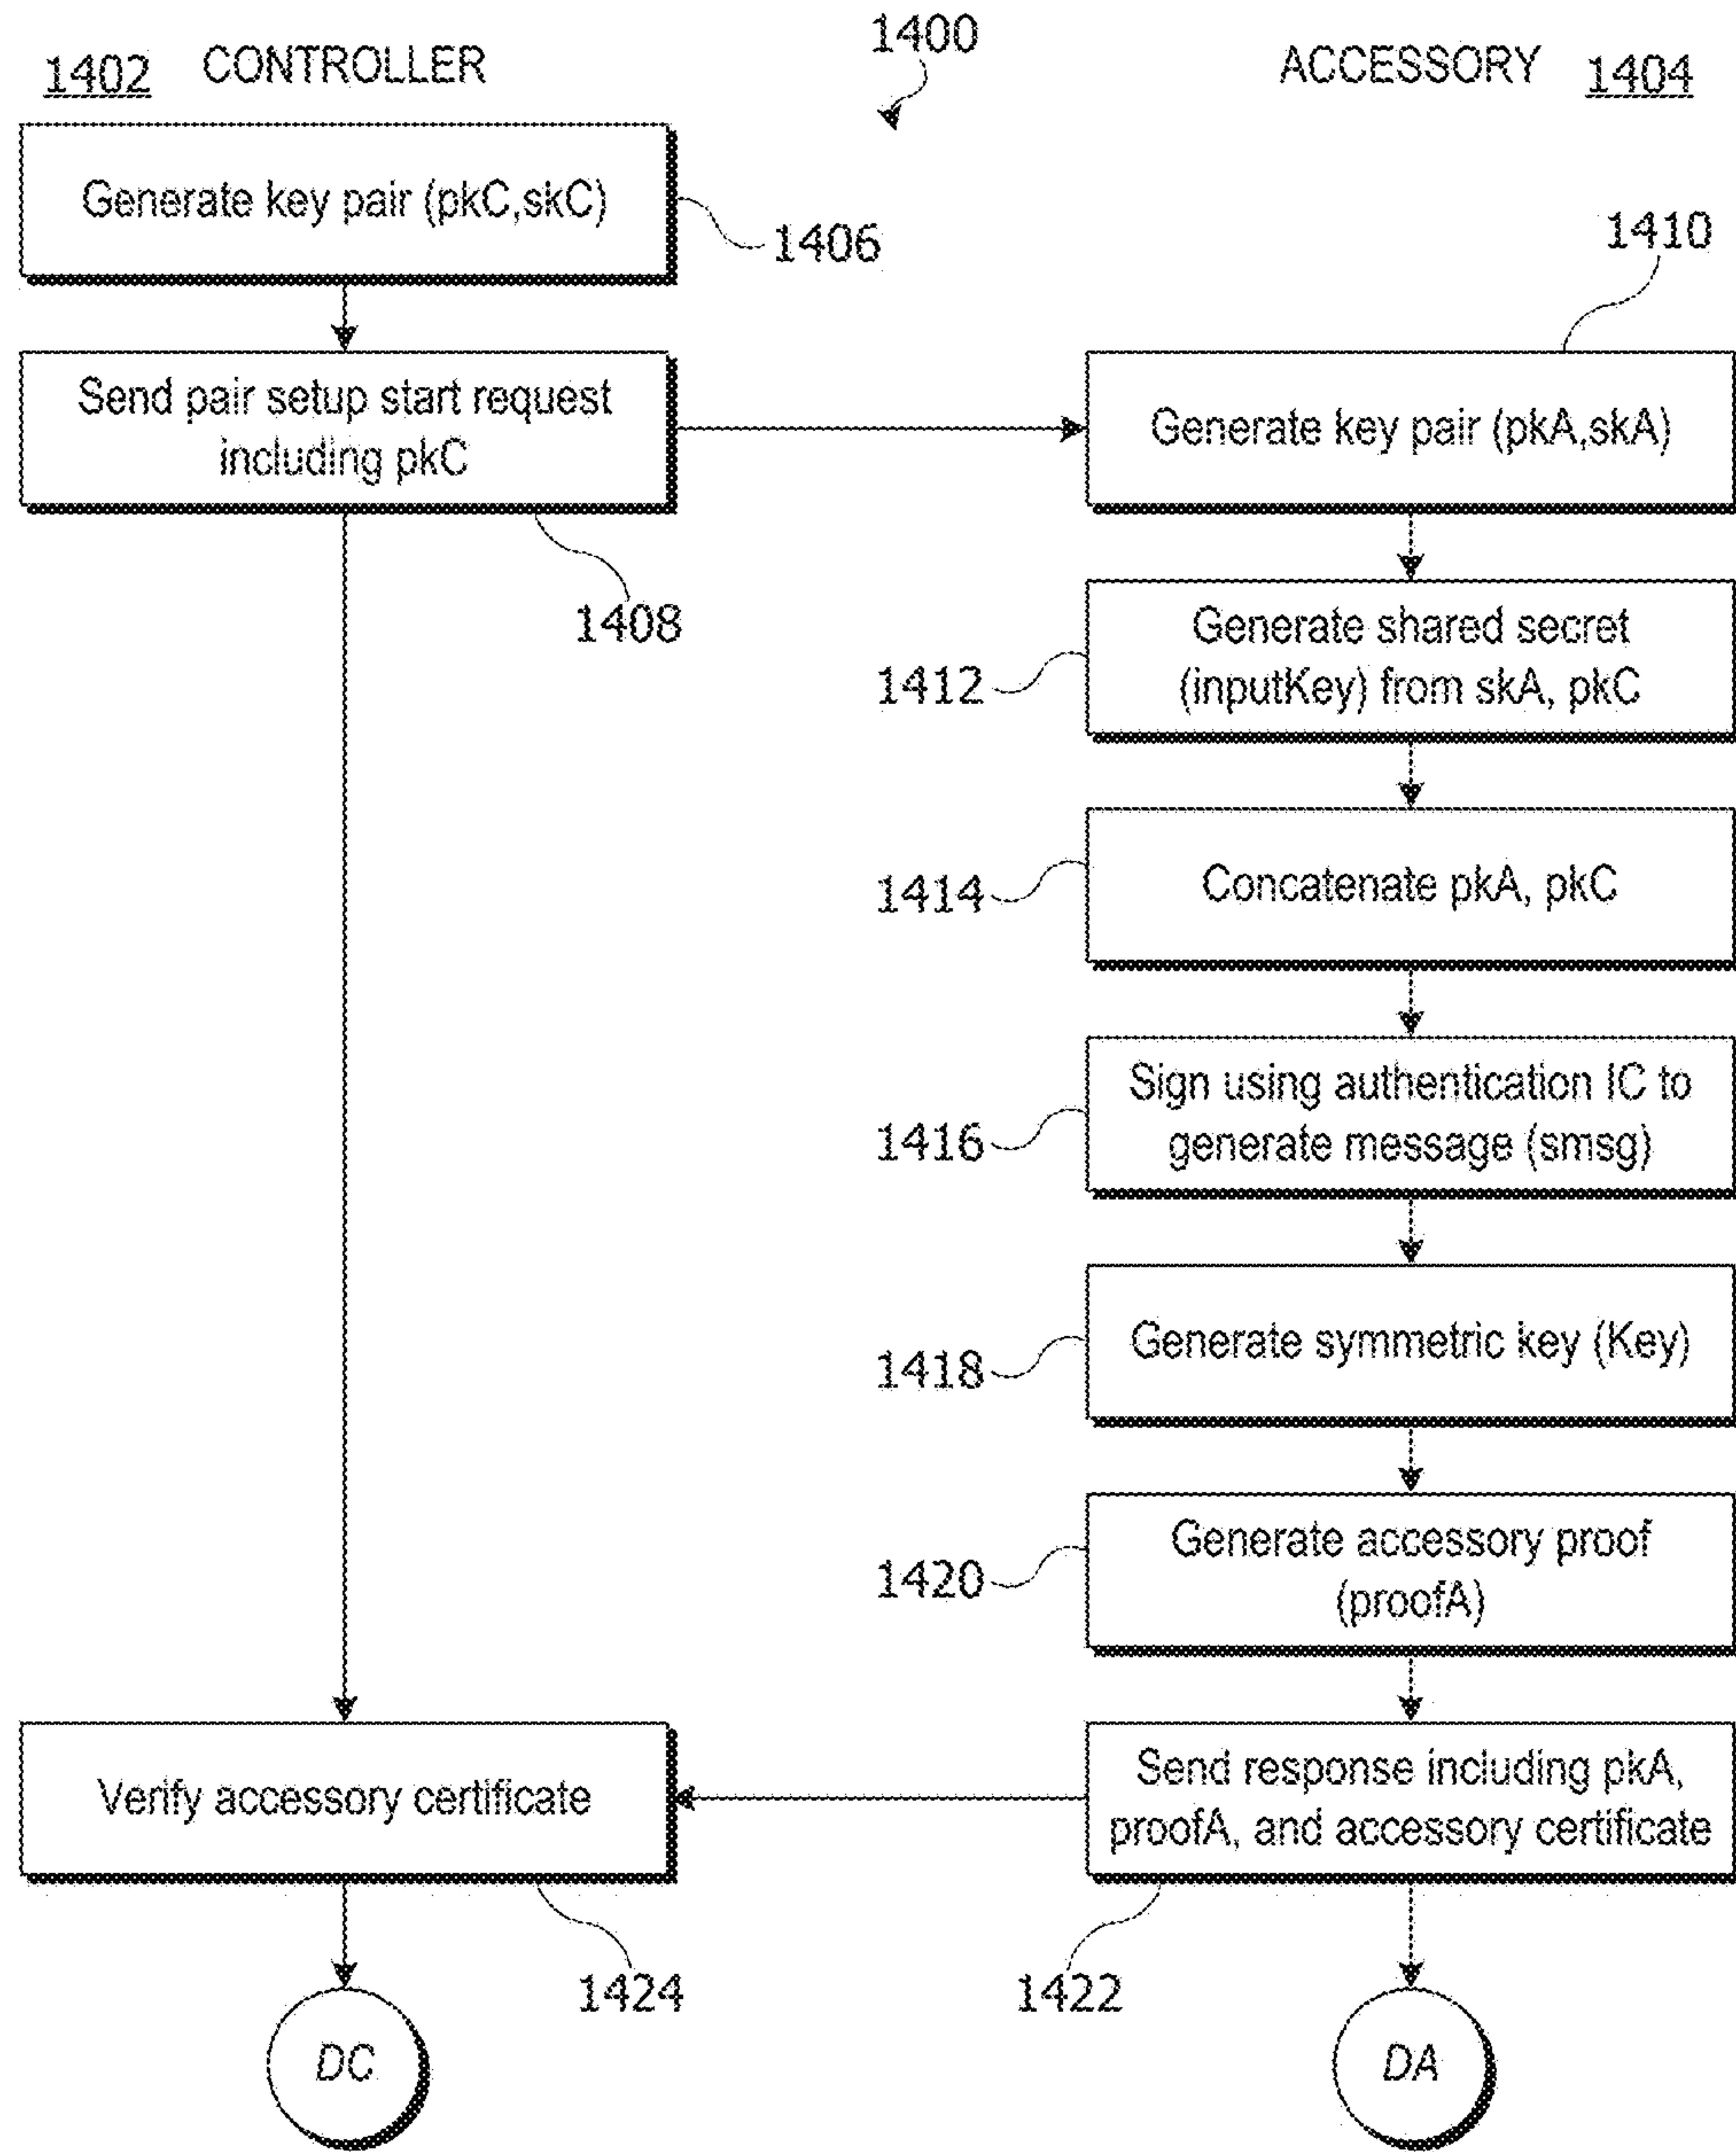 1400
1402 CONTROLLER
ACCESSORY 1404
Generate key pair (pkC,skC)
1406
1410
Send pair setup start request
including pkC
1408
Generate key pair (pkA,skA)
Generate shared secret
(inputKey) from skA, pkC
1412
Concatenate pkA, pkC
1414
Sign using authentication IC to
generate message (smsg)
1416
Generate symmetric key (Key)
1418
Generate accessory proof
(proofA)
1420
Verify accessory certificate
1424
Send response including pkA,
proofA, and accessory certificate
1422
DC
DA